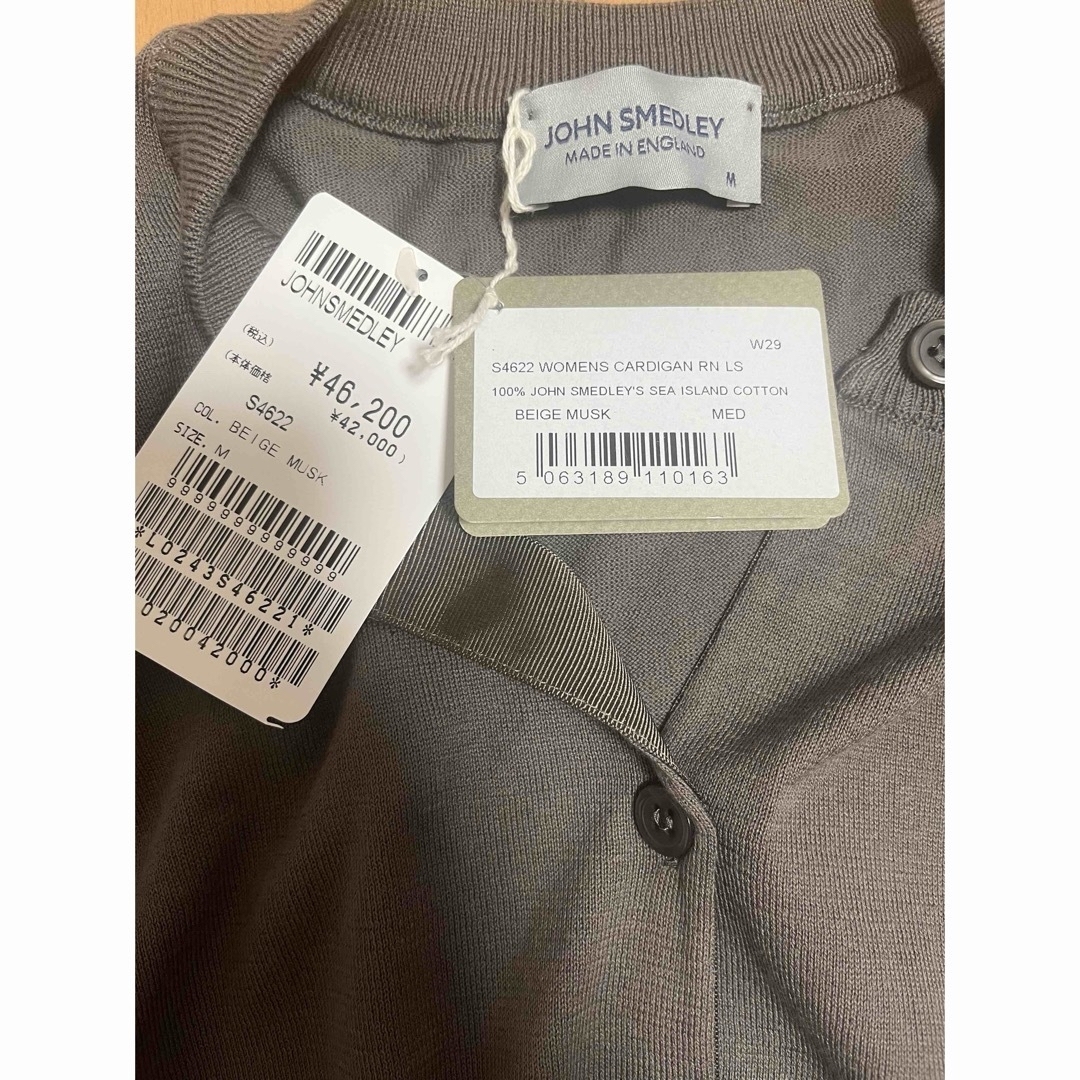 JOHN SMEDLEY
MADE IN ENGLAND
M
JOHNSMEDLEY
(税込)
¥46,200
(本体価格
¥42,000)
S4622
COL. BEIGE MUSK
SIZE. M
9999999999999
*L0243S46221*
020042000*
W29
S4622 WOMENS CARDIGAN RN LS
100% JOHN SMEDLEY'S SEA ISLAND COTTON
BEIGE MUSK MED
5 063189 110163